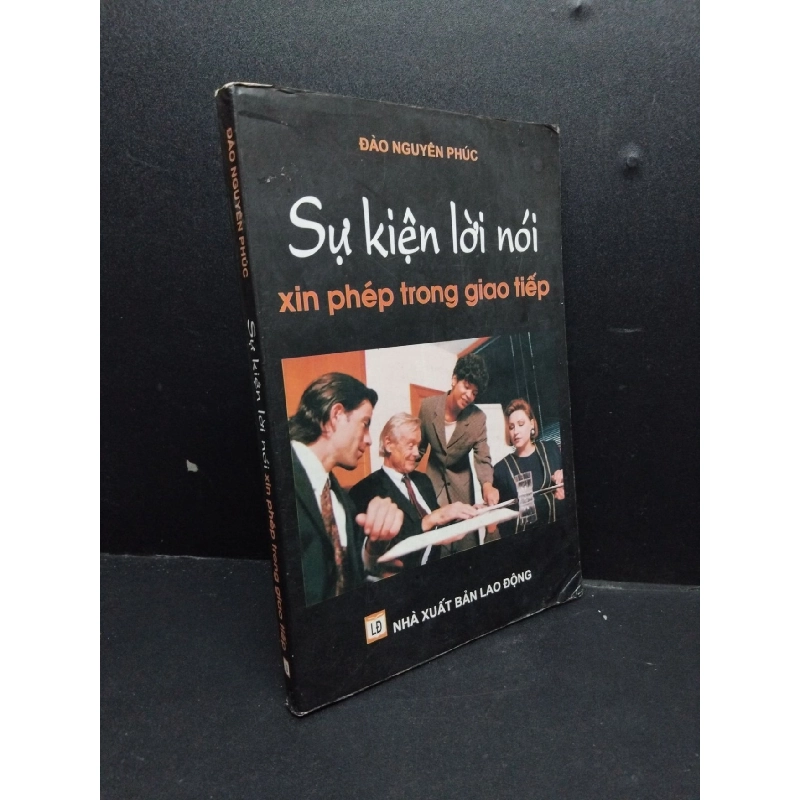 ĐÀO NGUYÊN PHÚC
Sự kiện lời nói
xin phép trong giao tiếp
LĐ NHÀ XUẤT BẢN LAO ĐỘNG
ĐÀO NGUYÊN PHÚC
Sự kiện lời nói xin phép trong giao tiếp